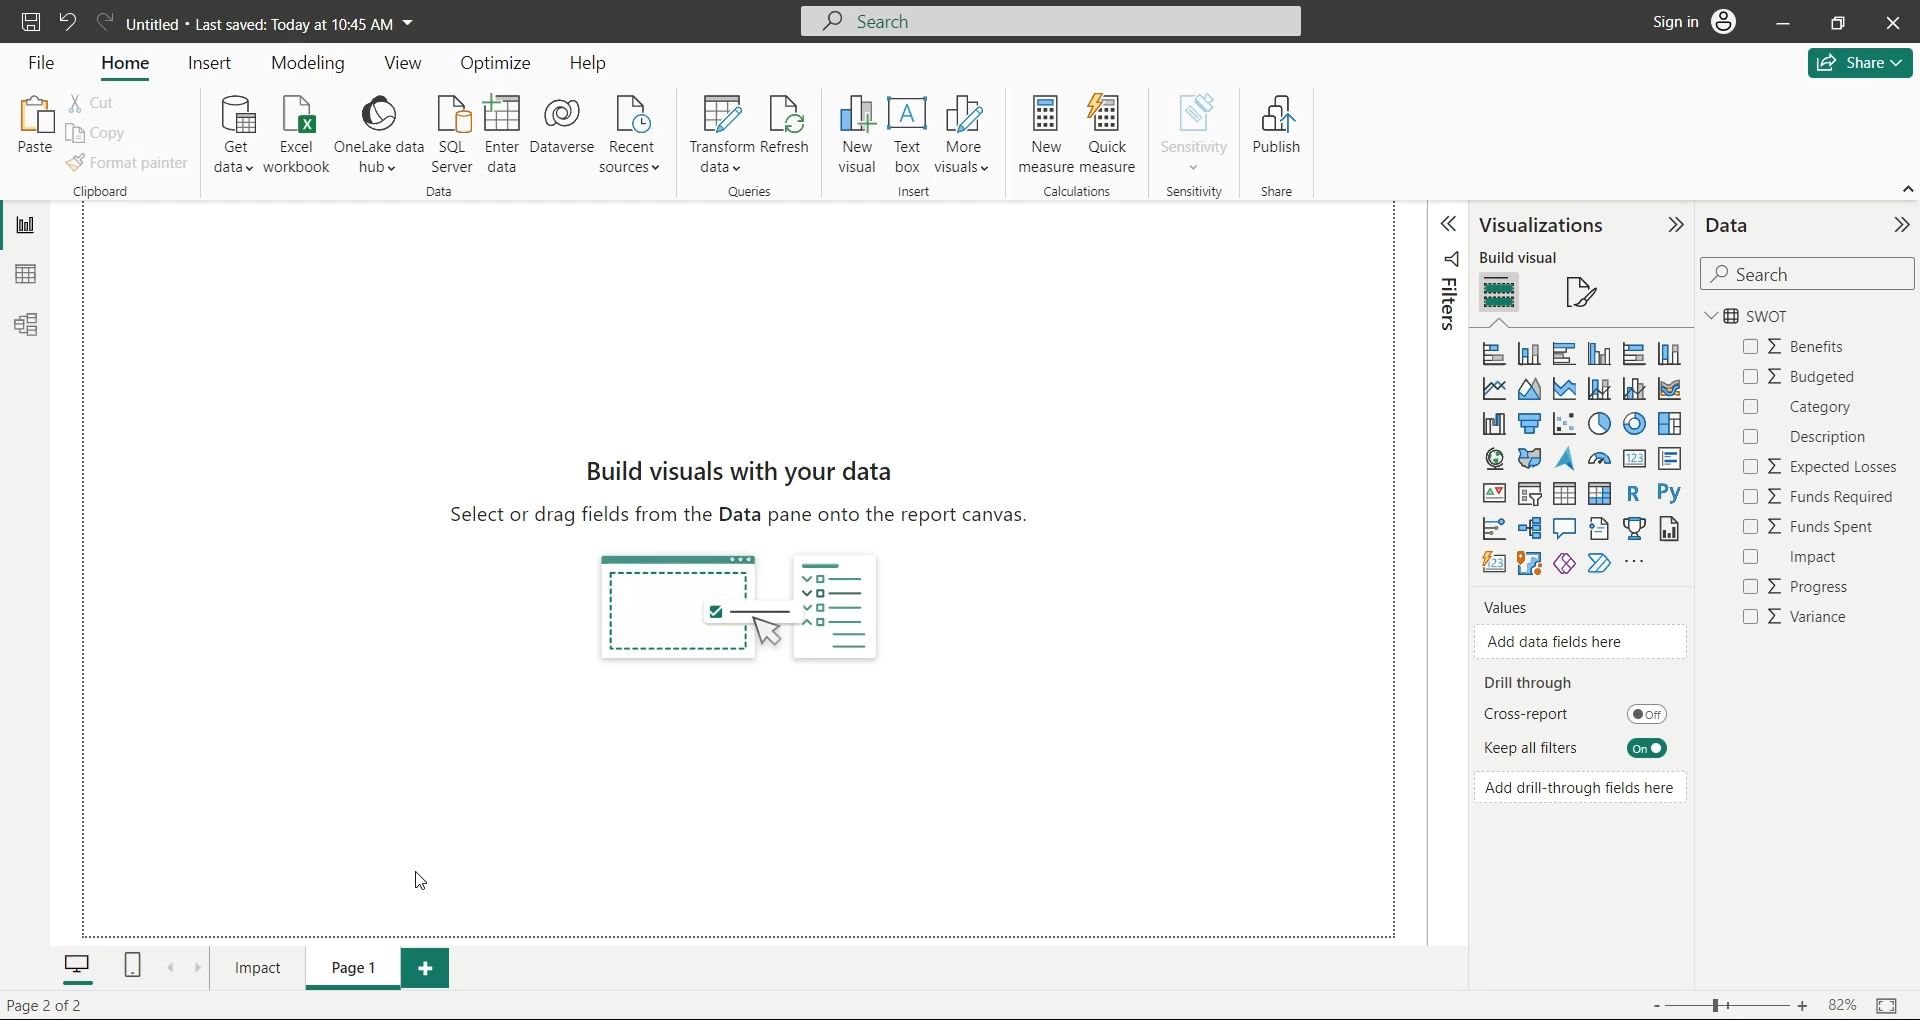 Untitled • Last saved: Today at 10:45 AM
Search
Sign in
File Home Insert Modeling View Optimize Help
Share
Paste
Cut
Copy
Format painter
Clipboard
Get data
Excel workbook
OneLake data hub
SQL Server
Enter data
Dataverse
Recent sources
Data
Transform data
Refresh
Queries
New visual
Text box
More visuals
Insert
New measure
Quick measure
Calculations
Sensitivity
Sensitivity
Publish
Share
Build visuals with your data
Select or drag fields from the Data pane onto the report canvas.
Filters
Visualizations
Build visual
123
R
Py
123
Values
Add data fields here
Drill through
Cross-report Off
Keep all filters On
Add drill-through fields here
Data
Search
SWOT
Σ Benefits
Σ Budgeted
Category
Description
Σ Expected Losses
Σ Funds Required
Σ Funds Spent
Impact
Σ Progress
Σ Variance
Impact
Page 1
+
Page 2 of 2
- + 82%